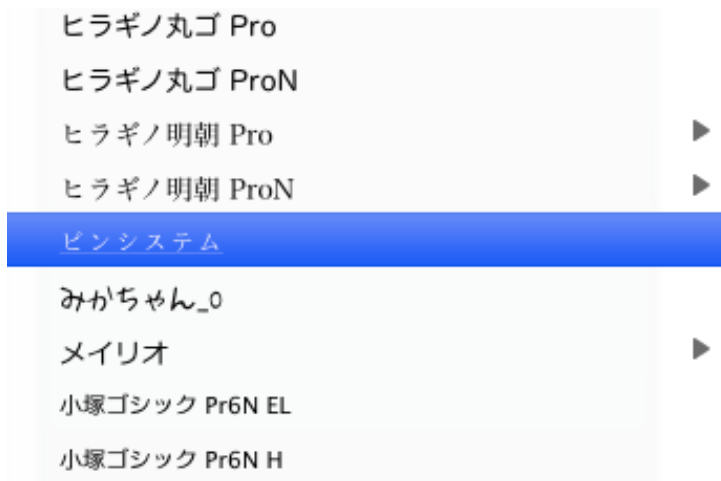 ヒラギノ丸ゴ Pro
ヒラギノ丸ゴ ProN
ヒラギノ明朝 Pro
ヒラギノ明朝 ProN
ピンシステム
みかちゃん_O
メイリオ
小塚ゴシック Pr6N EL
小塚ゴシック Pr6N H